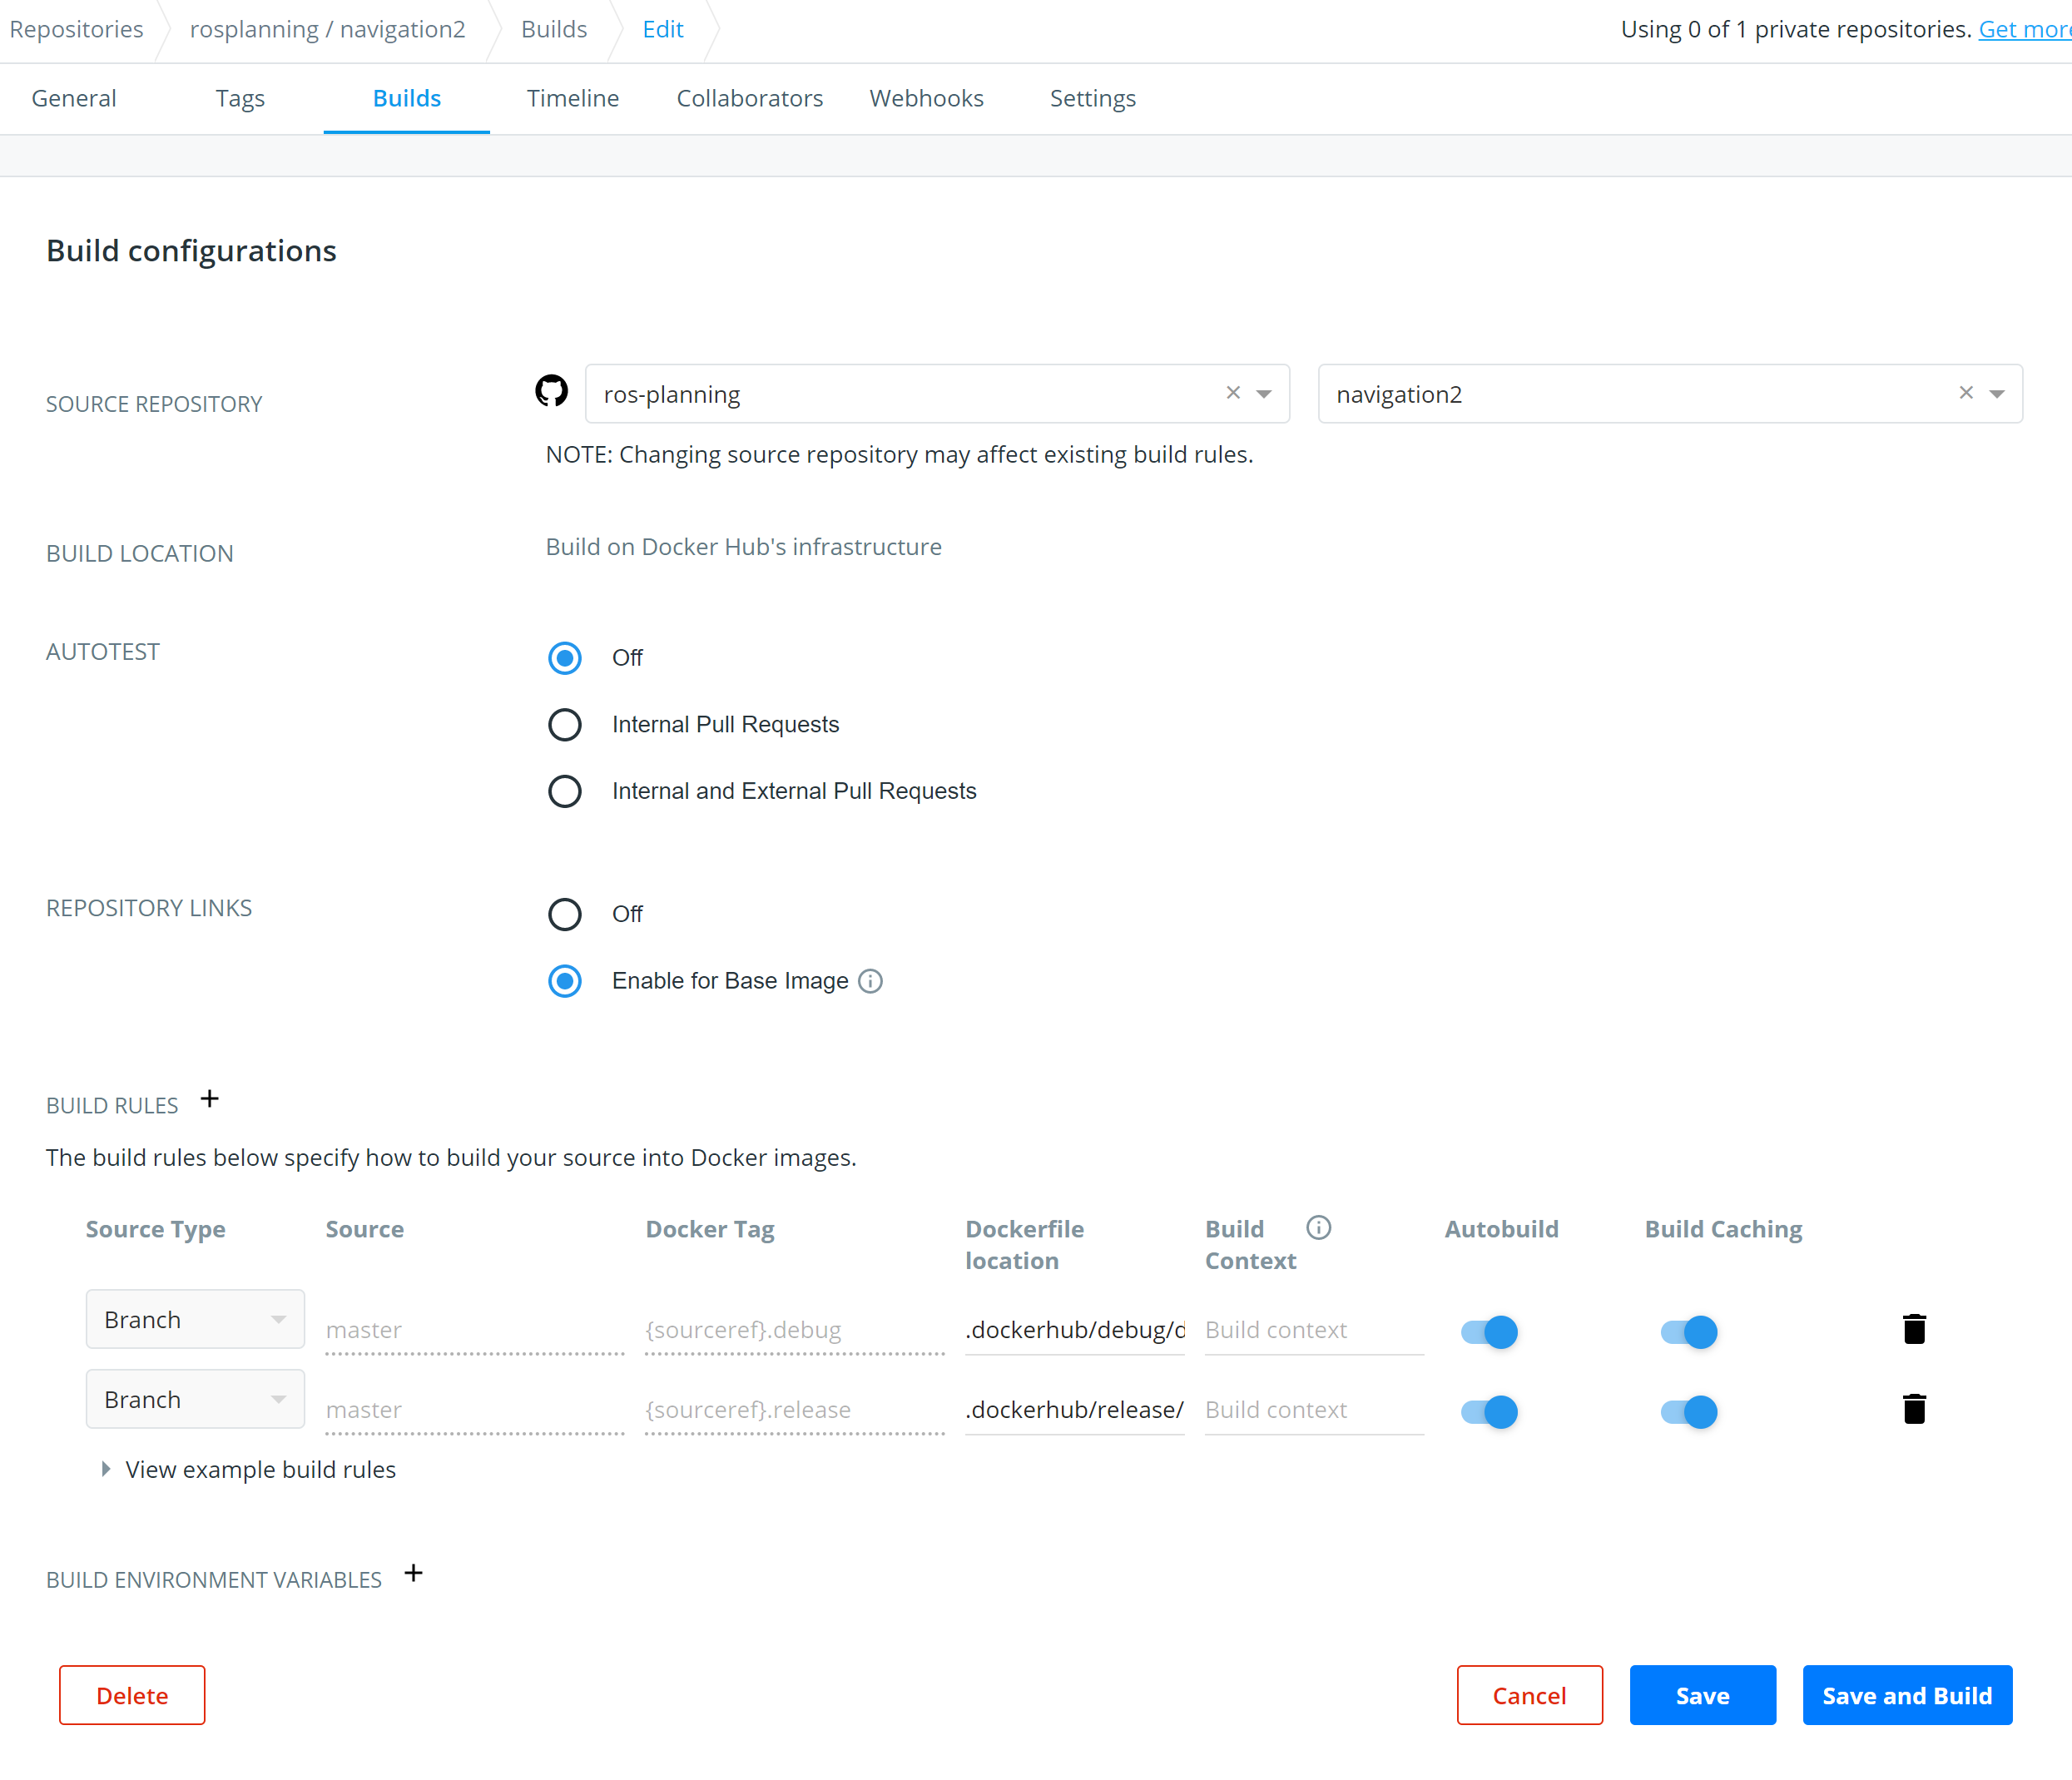 Repositories rosplanning / navigation2 Builds Edit Using 0 of 1 private repositories. Get more
General Tags Builds Timeline Collaborators Webhooks Settings
Build configurations
SOURCE REPOSITORY ros-planning navigation2
NOTE: Changing source repository may affect existing build rules.
BUILD LOCATION Build on Docker Hub's infrastructure
AUTOTEST Off
Internal Pull Requests
Internal and External Pull Requests
REPOSITORY LINKS Off
Enable for Base Image
BUILD RULES +
The build rules below specify how to build your source into Docker images.
Source Type Source Docker Tag Dockerfile location Build Context Autobuild Build Caching
Branch master {sourceref}.debug .dockerhub/debug/d Build context
Branch master {sourceref}.release .dockerhub/release/ Build context
View example build rules
BUILD ENVIRONMENT VARIABLES +
Delete Cancel Save Save and Build